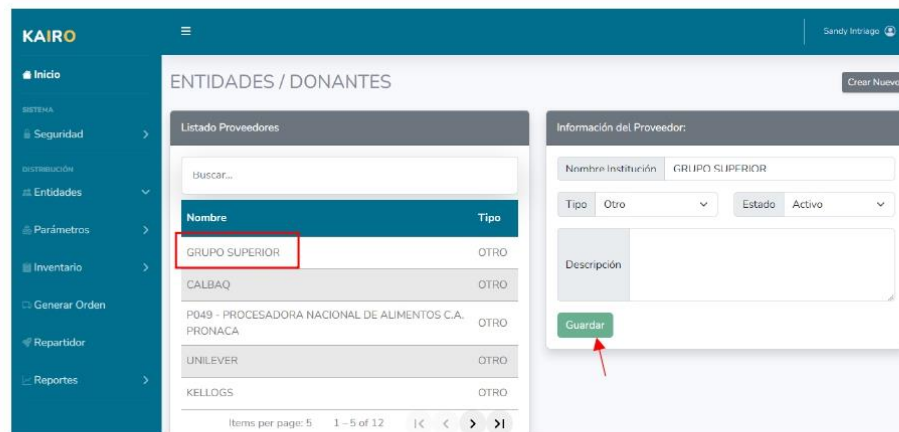 KAIRO
Sandy Intriago
Inicio
SISTEMA
Seguridad
DISTRIBUCIÓN
Entidades
Parámetros
Inventario
Generar Orden
Repartidor
Reportes
ENTIDADES / DONANTES
Crear Nuevo
Listado Proveedores
Buscar...
Nombre Tipo
GRUPO SUPERIOR OTRO
CALBAQ OTRO
P049 - PROCESADORA NACIONAL DE ALIMENTOS C.A.
PRONACA OTRO
UNILEVER OTRO
KELLOGS OTRO
Items per page: 5 1 – 5 of 12
Información del Proveedor:
Nombre Institución GRUPO SUPERIOR
Tipo Otro Estado Activo
Descripción
Guardar